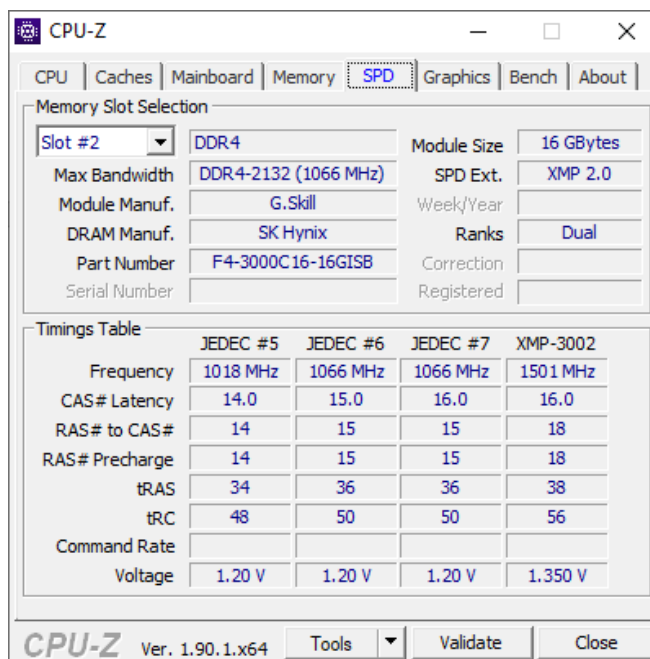 CPU-Z
CPU Caches Mainboard Memory SPD Graphics Bench About
Memory Slot Selection
Slot #2 DDR4 Module Size 16 GBytes
Max Bandwidth DDR4-2132 (1066 MHz) SPD Ext. XMP 2.0
Module Manuf. G.Skill Week/Year
DRAM Manuf. SK Hynix Ranks Dual
Part Number F4-3000C16-16GISB Correction
Serial Number Registered
Timings Table
JEDEC #5 JEDEC #6 JEDEC #7 XMP-3002
Frequency 1018 MHz 1066 MHz 1066 MHz 1501 MHz
CAS# Latency 14.0 15.0 16.0 16.0
RAS# to CAS# 14 15 15 18
RAS# Precharge 14 15 15 18
tRAS 34 36 36 38
tRC 48 50 50 56
Command Rate
Voltage 1.20 V 1.20 V 1.20 V 1.350 V
CPU-Z Ver. 1.90.1.x64 Tools Validate Close